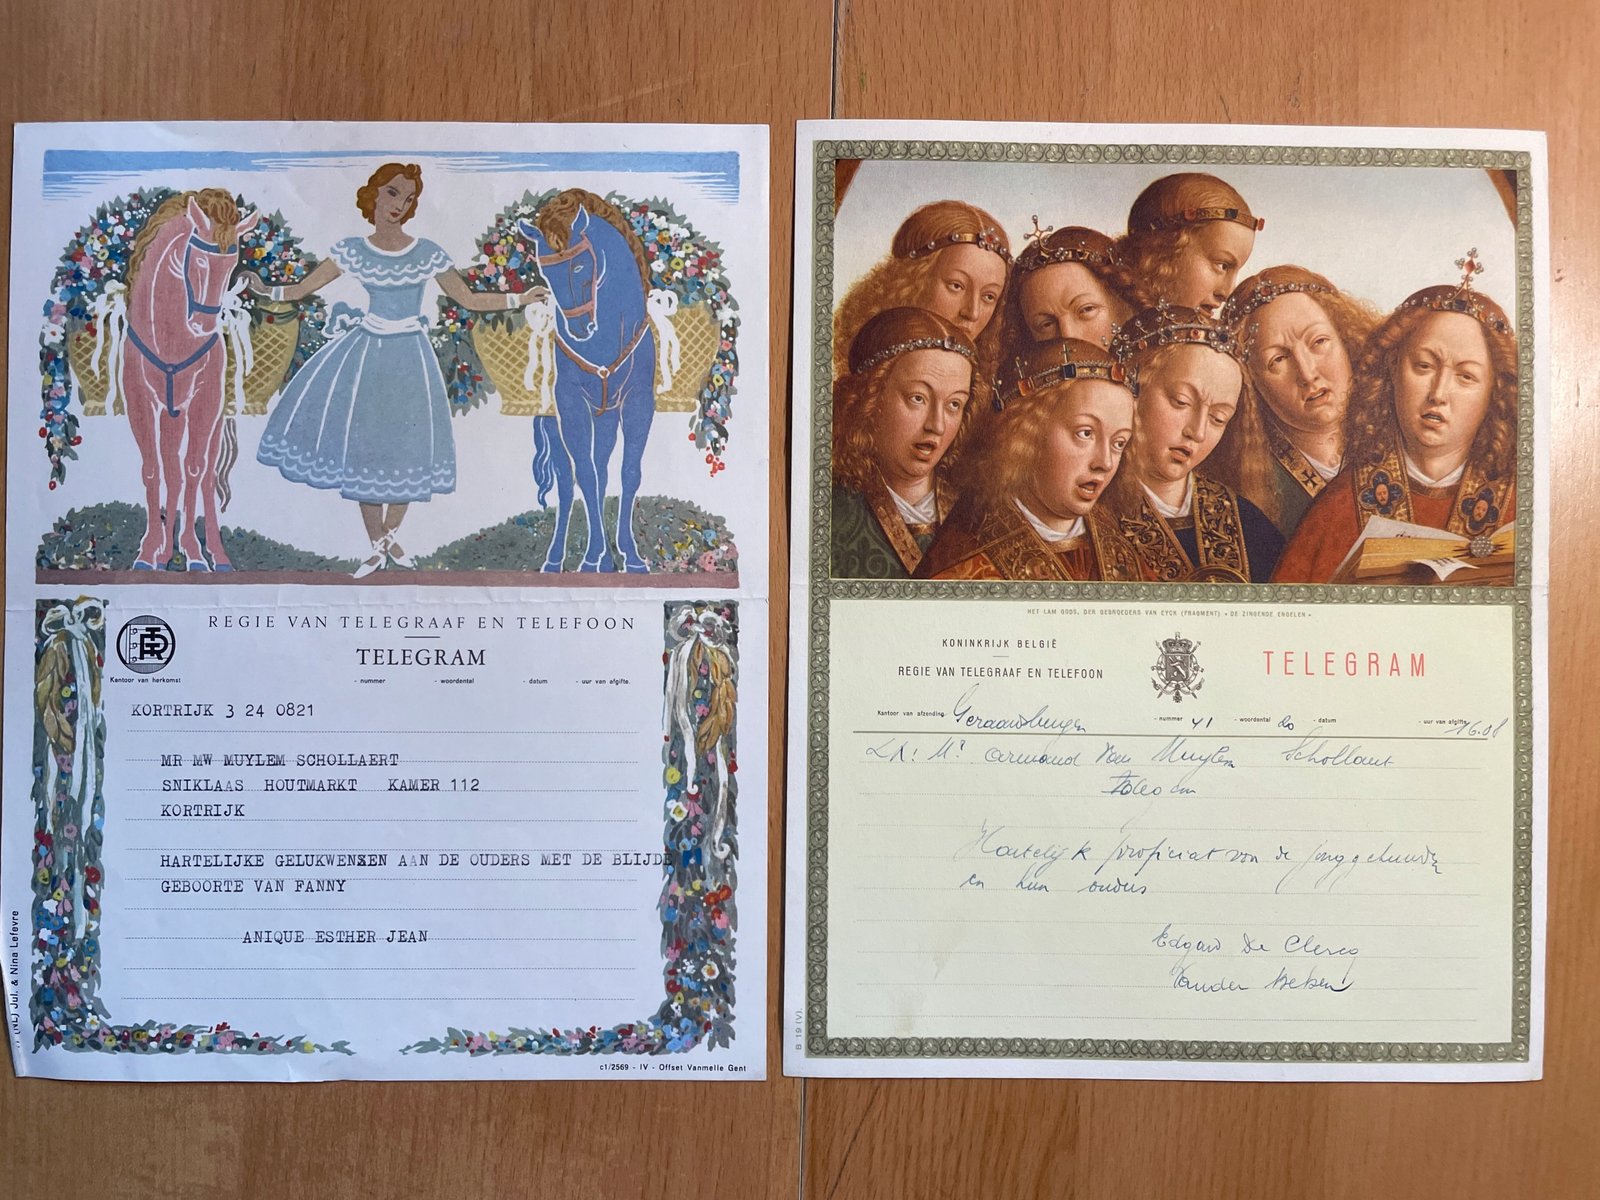 REGIE VAN TELEGRAAF EN TELEFOON
TELEGRAM
Kantoor van herkomst
- nummer - woordental - datum - uur van afgifte.
KORTRIJK 3 24 0821
MR MW MUYLEM SCHOLLAERT
SNIKLAAS HOUTMARKT KAMER 112
KORTRIJK
HARTELIJKE GELUKWENSEN AAN DE OUDERS MET DE BLIJDE
GEBOORTE VAN FANNY
ANIQUE ESTHER JEAN
(NL) Jul. & Nina Lefevre
c1/2569 - IV - Offset Vanmelle Gent
HET LAM GODS, DER GEBROEDERS VAN EYCK (FRAGMENT) « DE ZINGENDE ENGELEN »
KONINKRIJK BELGIË
REGIE VAN TELEGRAAF EN TELEFOON
TELEGRAM
Kantoor van afzending Geraardsbergen - nummer 41 - woordental 20 - datum - uur van afgifte 16.08
Mr Armand Van Muylem Schollaert
Hartelijk proficiat van de jonggehuwden
en hun ouders
Edgard De Clercq
Vander
B 19 (V).